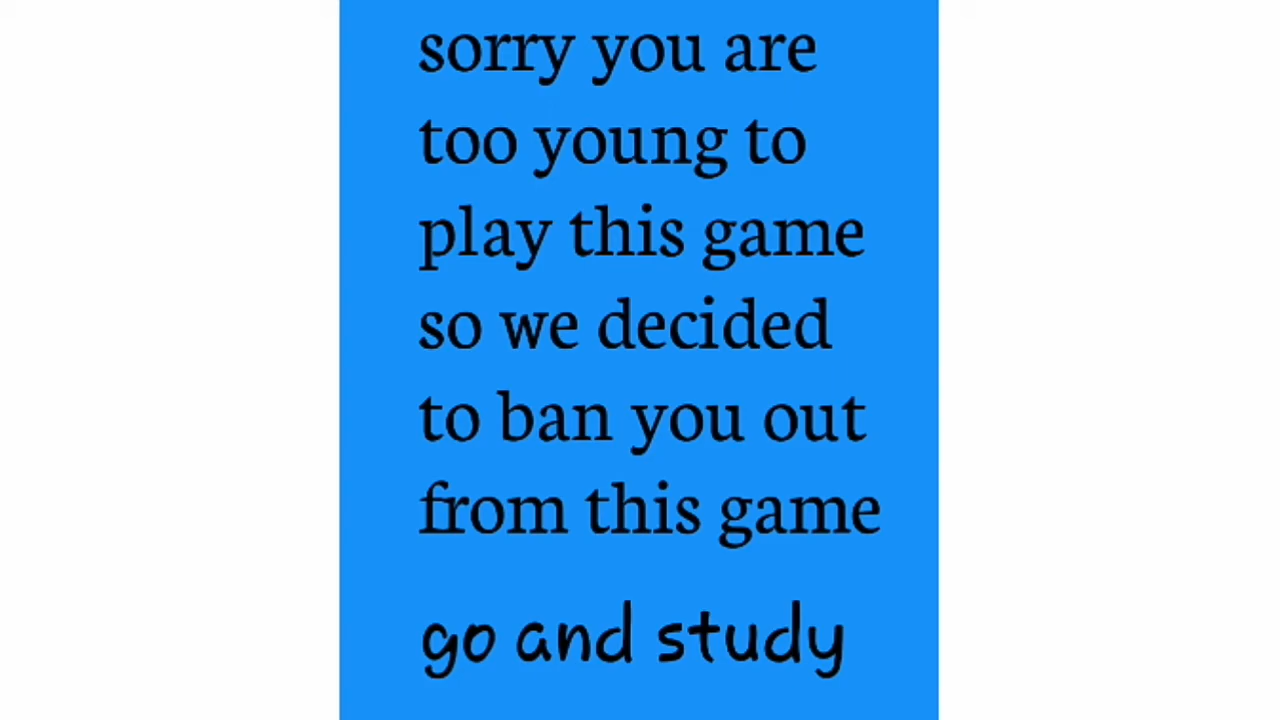 sorry you are
too young to
play this game
so we decided
to ban you out
from this game
go and study